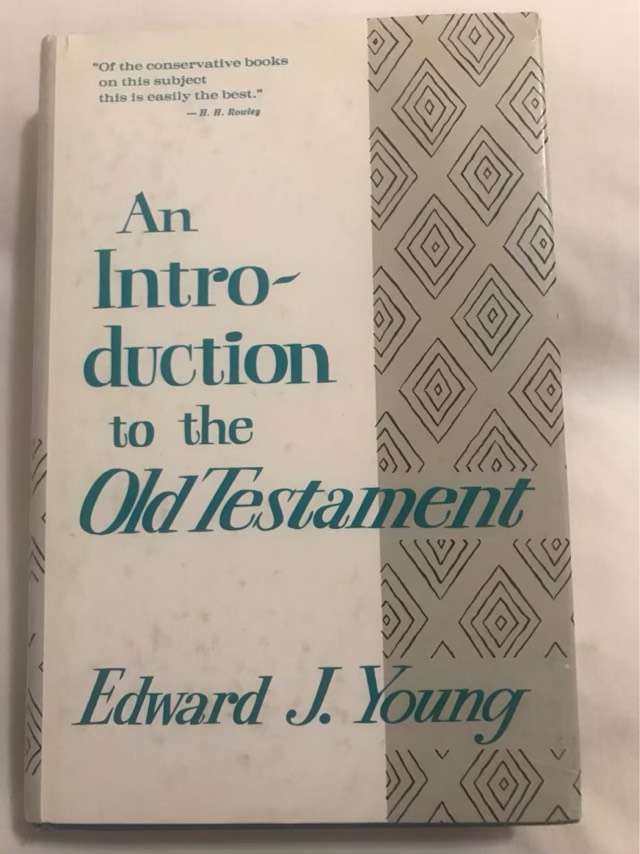 "Of the conservative books
on this subject
this is easily the best."
— H. H. Rowley
An
Intro-
duction
to the
Old Testament
Edward J. Young